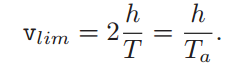 v_{lim} = 2\frac{h}{T} = \frac{h}{T_a}.